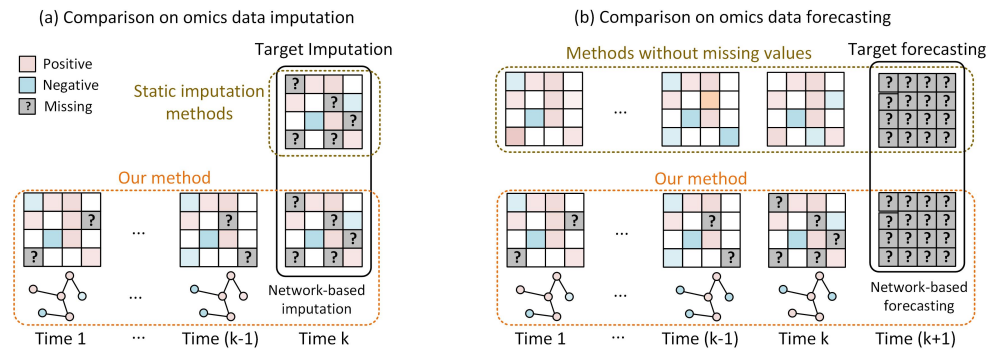 (a) Comparison on omics data imputation
Positive
Negative
? Missing
Target Imputation
Static imputation
methods
?
?
?
? ?
Our method
?
? ?
...
?
?
?
?
?
? ?
...
Network-based
imputation
Time 1 ... Time (k-1) Time k
(b) Comparison on omics data forecasting
Methods without missing values
Target forecasting
...
? ? ? ?
? ? ? ?
? ? ? ?
? ? ? ?
Our method
?
?
...
?
?
?
?
?
?
? ? ? ?
? ? ? ?
? ? ? ?
? ? ? ?
...
Network-based
forecasting
Time 1 ... Time (k-1) Time k Time (k+1)